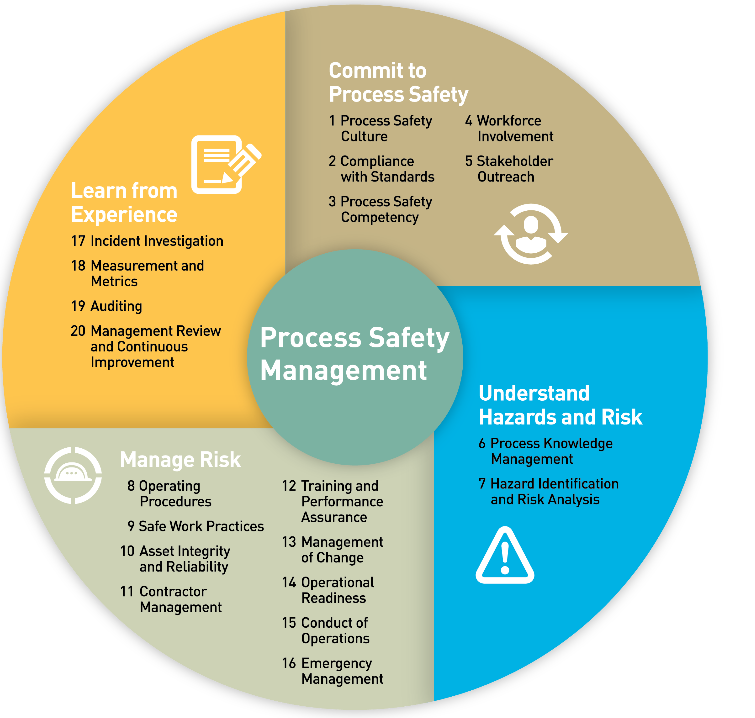 Commit to
Process Safety
1 Process Safety
Culture
2 Compliance
with Standards
3 Process Safety
Competency
4 Workforce
Involvement
5 Stakeholder
Outreach
Learn from
Experience
17 Incident Investigation
18 Measurement and
Metrics
19 Auditing
20 Management Review
and Continuous
Improvement
Process Safety
Management
Understand
Hazards and Risk
6 Process Knowledge
Management
7 Hazard Identification
and Risk Analysis
Manage Risk
8 Operating
Procedures
9 Safe Work Practices
10 Asset Integrity
and Reliability
11 Contractor
Management
12 Training and
Performance
Assurance
13 Management
of Change
14 Operational
Readiness
15 Conduct of
Operations
16 Emergency
Management